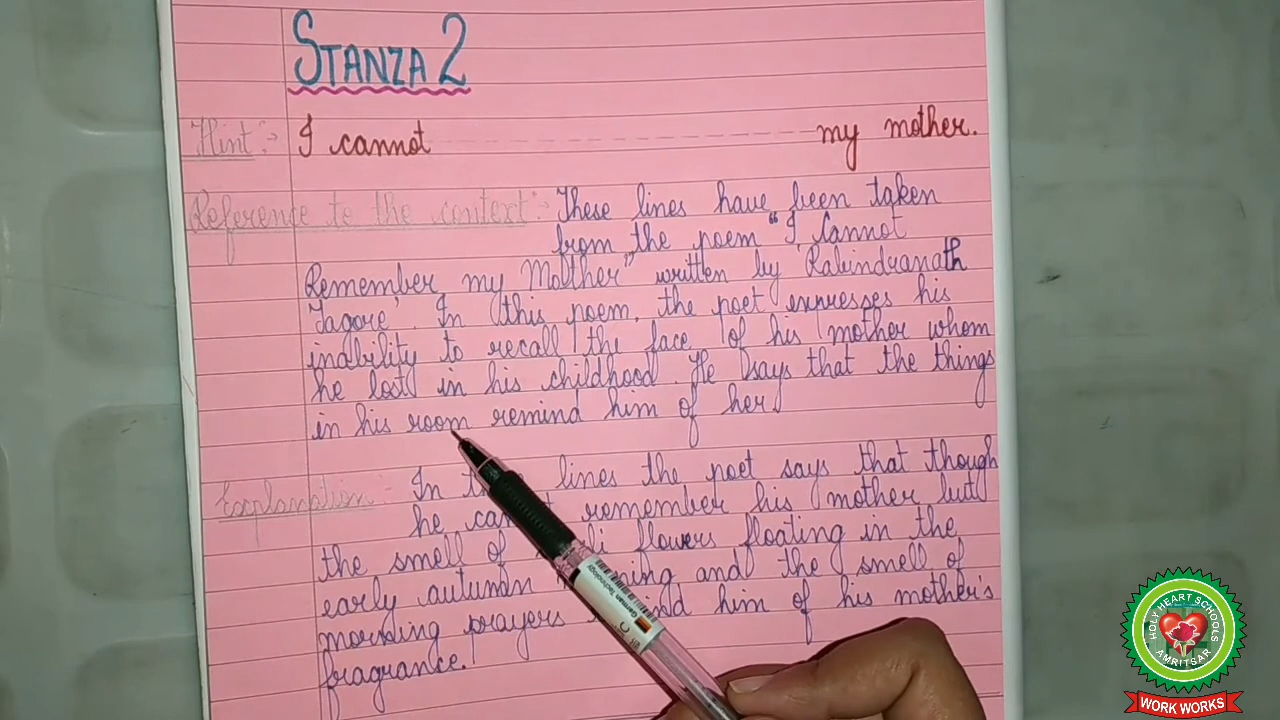 STANZA 2
Hint:- I cannot my mother.
Reference to the context:- These lines have been taken
from the poem "I Cannot
Remember my Molther" written by 'Rabindranath
Tagore'. In this poem, the poet expresses his
inability to recall the face of his mother whom
he lost in his childhood. He says that the things
in his room remind him of her.
Explanation:- In lines the poet says that though
he remember his mother but
the smell of flowers floating in the
early autumn and the smell of
morning prayers him of his mother's
fragrance.
German Technology
HOLY HEART SCHOOLS
AMRITSAR
WORK WORKS